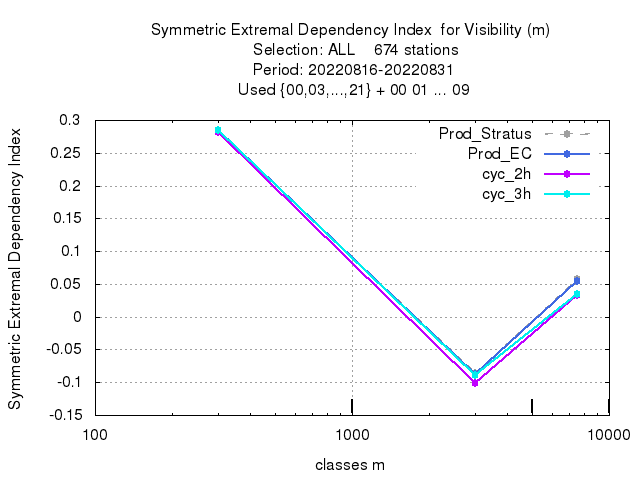 Symmetric Extremal Dependency Index  for Visibility (m)
Selection: ALL    674 stations
Period: 20220816-20220831
Used {00,03,...,21} + 00 01 ... 09
Symmetric Extremal Dependency Index
0.3
0.25
0.2
0.15
0.1
0.05
0
-0.05
-0.1
-0.15
Prod_Stratus
Prod_EC
cyc_2h
cyc_3h
100
1000
10000
classes m